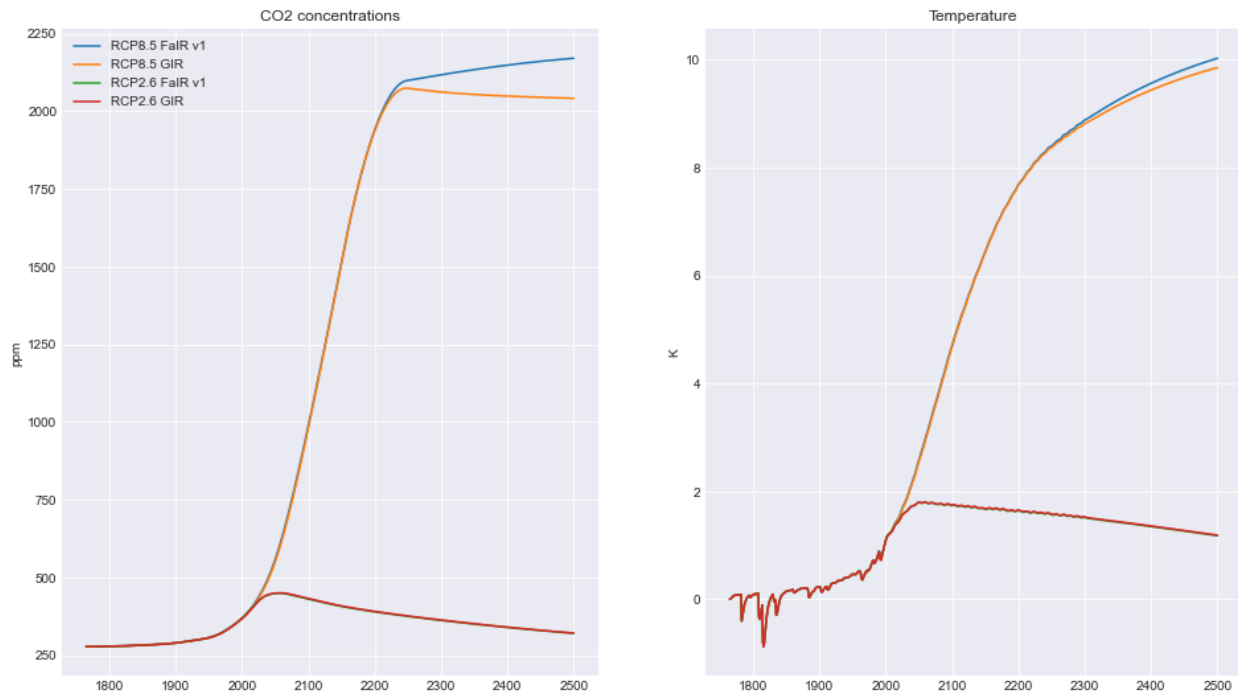 CO2 concentrations
RCP8.5 FaIR v1
RCP8.5 GIR
RCP2.6 FaIR v1
RCP2.6 GIR
ppm
2250
2000
1750
1500
1250
1000
750
500
250
1800 1900 2000 2100 2200 2300 2400 2500
Temperature
K
10
8
6
4
2
0
1800 1900 2000 2100 2200 2300 2400 2500